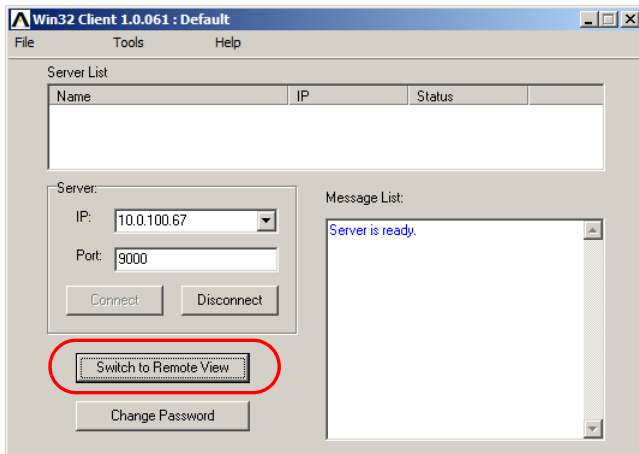 Win32 Client 1.0.061 : Default
File Tools Help
Server List
Name IP Status
Server:
IP: 10.0.100.67
Port: 9000
Connect Disconnect
Switch to Remote View
Change Password
Message List:
Server is ready.